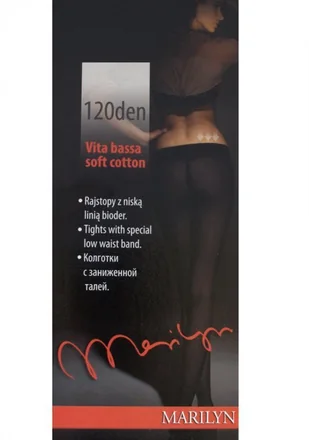 120den
Vita bassa
soft cotton
• Rajstopy z niską
linią bioder.
• Tights with special
low waist band.
• Колготки
с заниженной
талей.
Marilyn
MARILYN